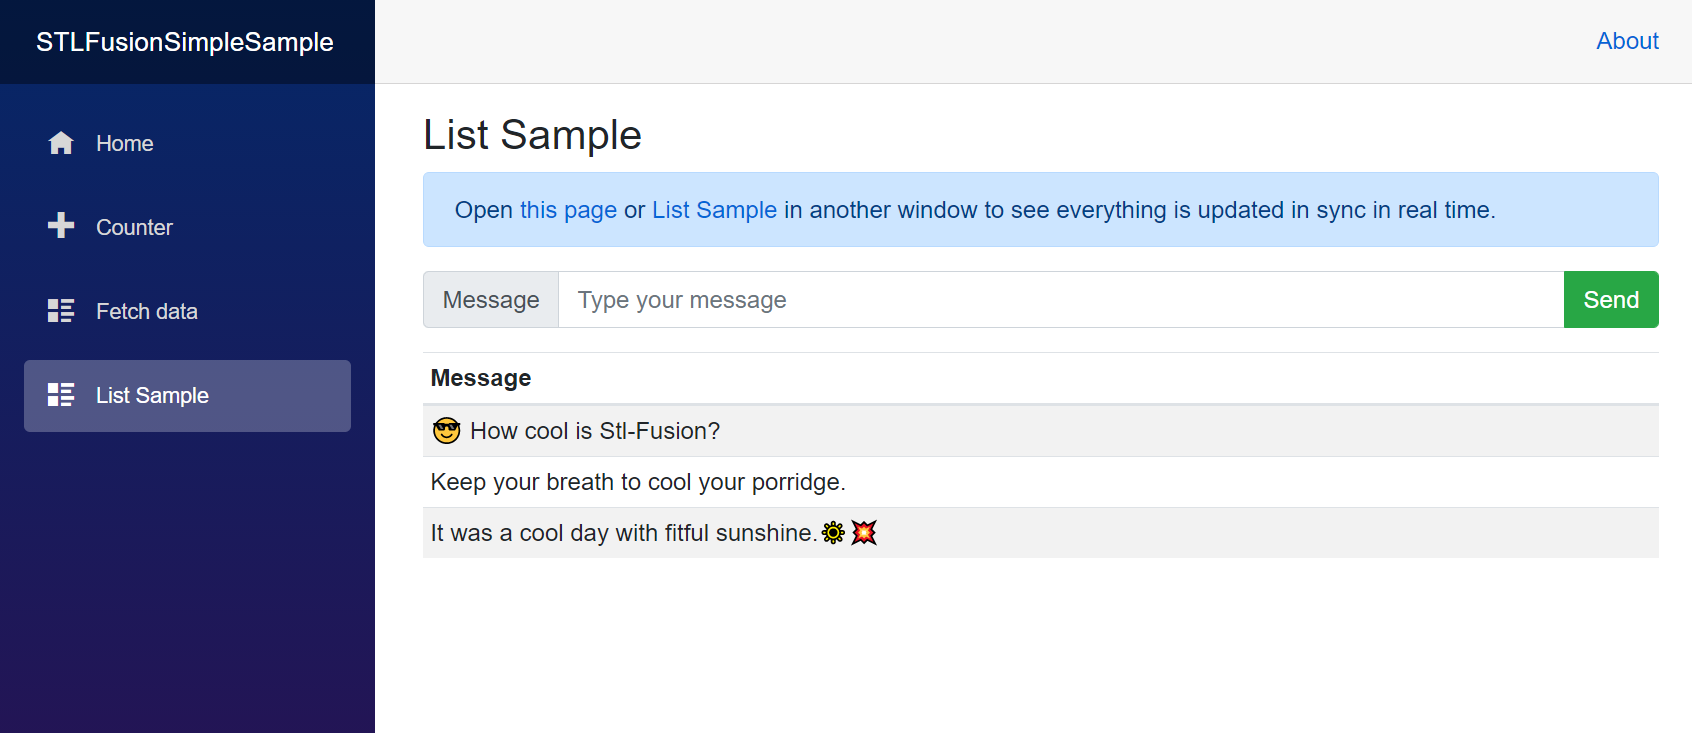 STLFusionSimpleSample
About
Home
Counter
Fetch data
List Sample
List Sample
Open this page or List Sample in another window to see everything is updated in sync in real time.
Message Type your message Send
Message
😎 How cool is Stl-Fusion?
Keep your breath to cool your porridge.
It was a cool day with fitful sunshine.🌞💥